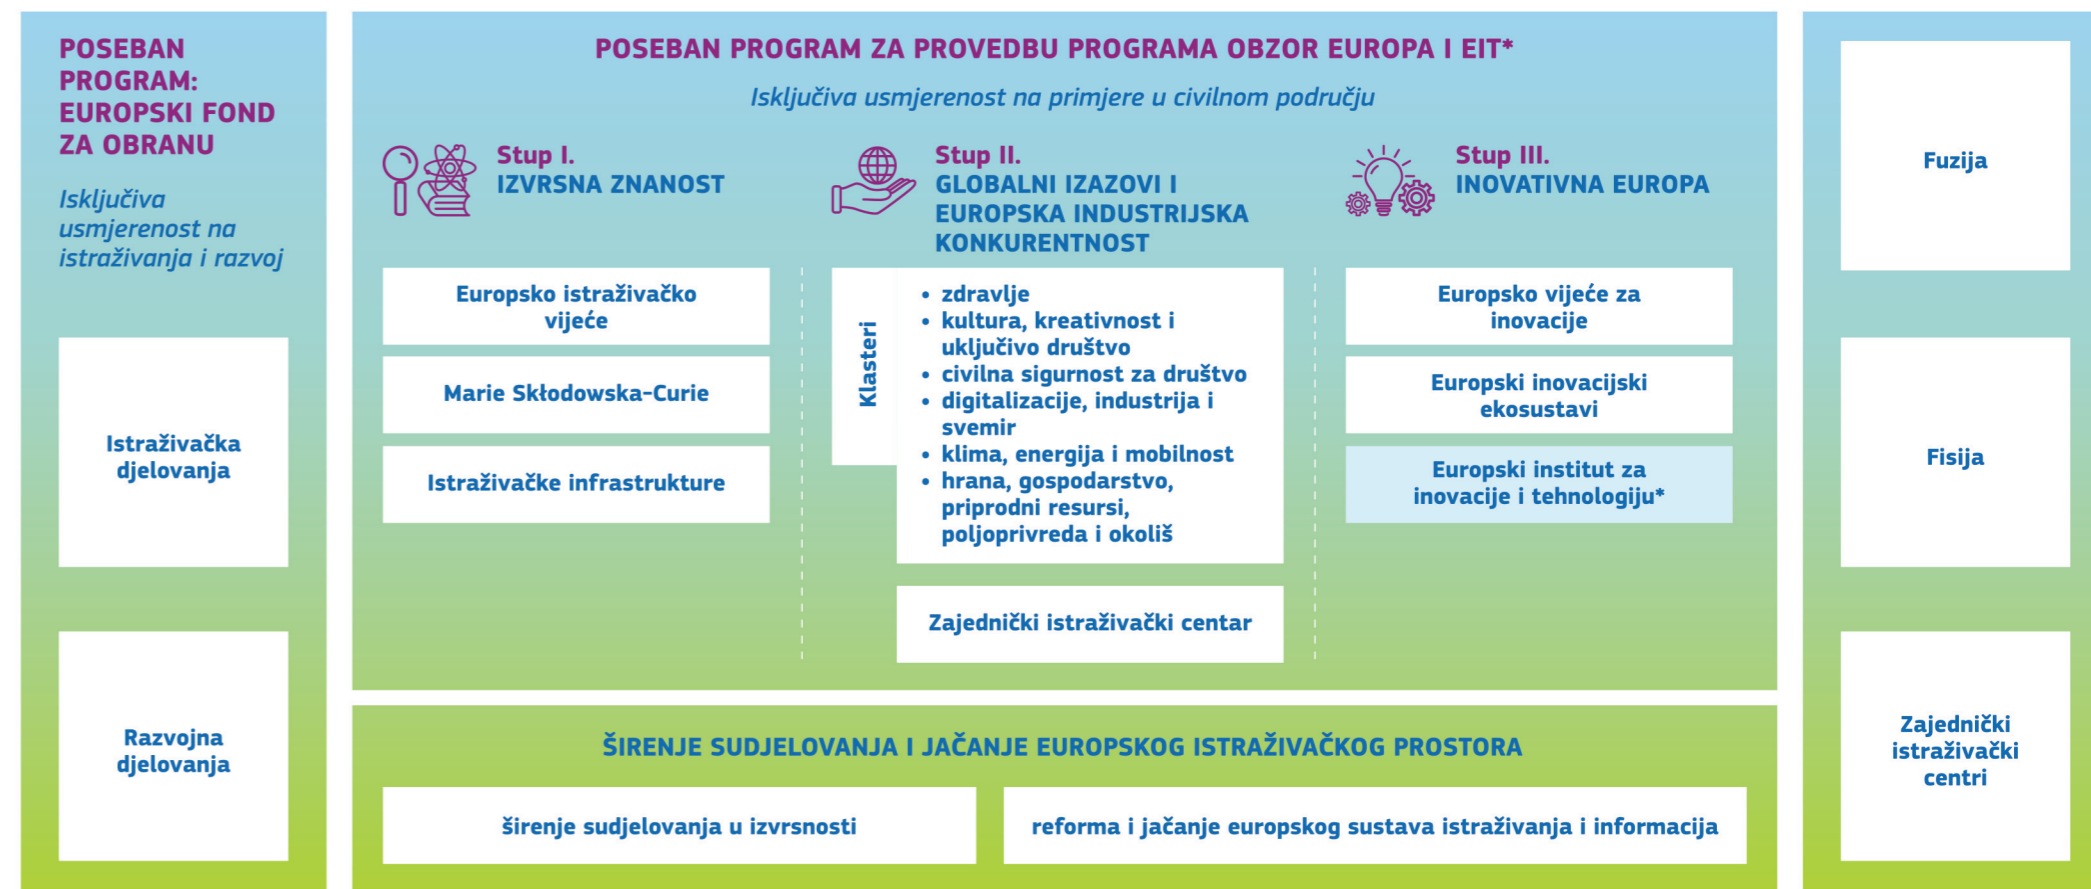 POSEBAN
PROGRAM:
EUROPSKI FOND
ZA OBRANU
Isključiva
usmjerenost na
istraživanja i razvoj
Istraživačka
djelovanja
Razvojna
djelovanja
POSEBAN PROGRAM ZA PROVEDBU PROGRAMA OBZOR EUROPA I EIT*
Isključiva usmjerenost na primjere u civilnom području
Stup I.
IZVRSNA ZNANOST
Europsko istraživačko
vijeće
Marie Skłodowska-Curie
Istraživačke infrastrukture
Stup II.
GLOBALNI IZAZOVI I
EUROPSKA INDUSTRIJSKA
KONKURENTNOST
Klasteri
• zdravlje
• kultura, kreativnost i
uključivo društvo
• civilna sigurnost za društvo
• digitalizacije, industrija i
svemir
• klima, energija i mobilnost
• hrana, gospodarstvo,
priprodni resursi,
poljoprivreda i okoliš
Zajednički istraživački centar
Stup III.
INOVATIVNA EUROPA
Europsko vijeće za
inovacije
Europski inovacijski
ekosustavi
Europski institut za
inovacije i tehnologiju*
ŠIRENJE SUDJELOVANJA I JAČANJE EUROPSKOG ISTRAŽIVAČKOG PROSTORA
širenje sudjelovanja u izvrsnosti
reforma i jačanje europskog sustava istraživanja i informacija
Fuzija
Fisija
Zajednički
istraživački
centri